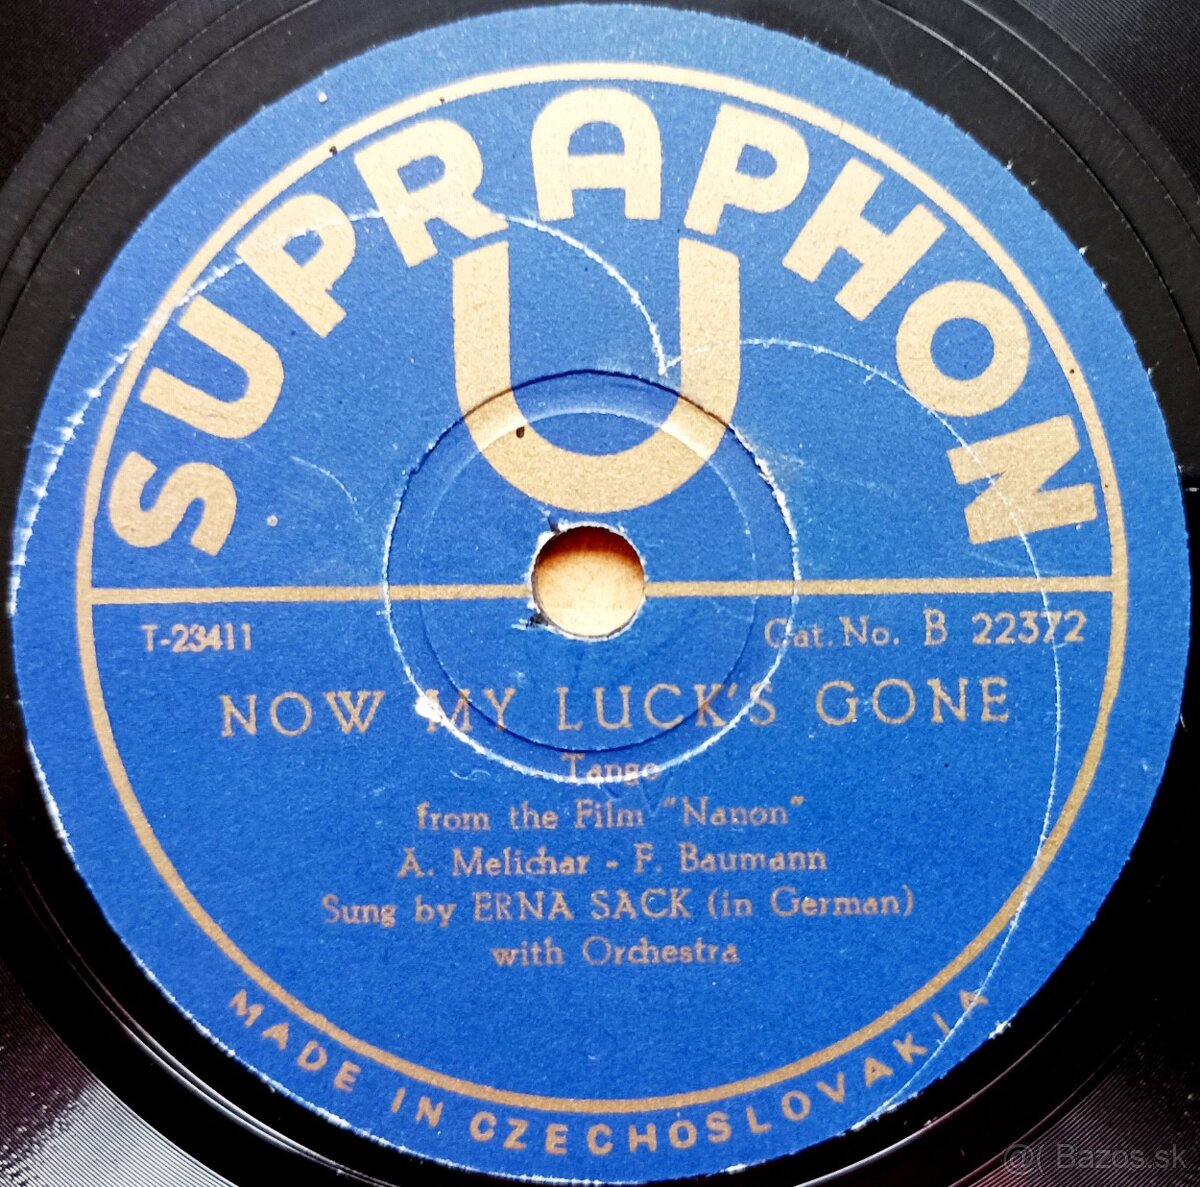 SUPRAPHON
U
T-23411
Cat. No. B 22372
NOW MY LUCK'S GONE
Tango
from the Film "Nanon"
A. Melichar - F. Baumann
Sung by ERNA SACK (in German)
with Orchestra
MADE IN CZECHOSLOVAKIA
@( Bazos.sk